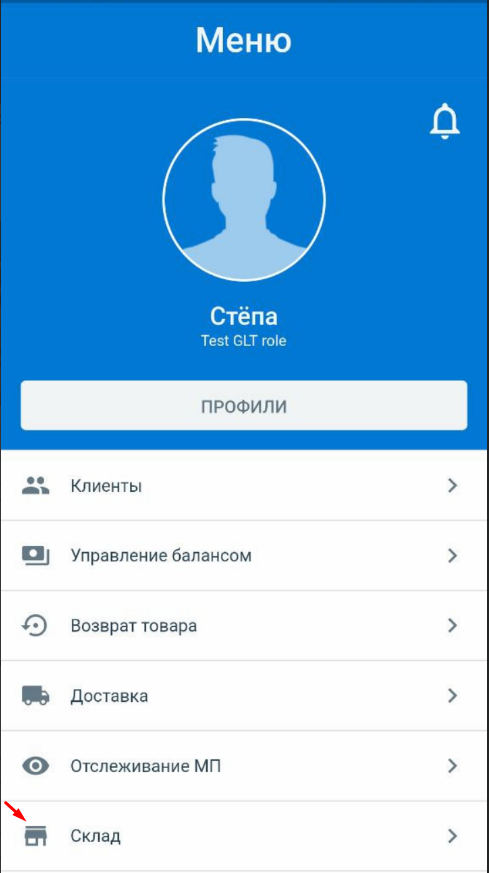 Меню
Стёпа
Test GLT role
ПРОФИЛИ
Клиенты
Управление балансом
Возврат товара
Доставка
Отслеживание МП
Склад